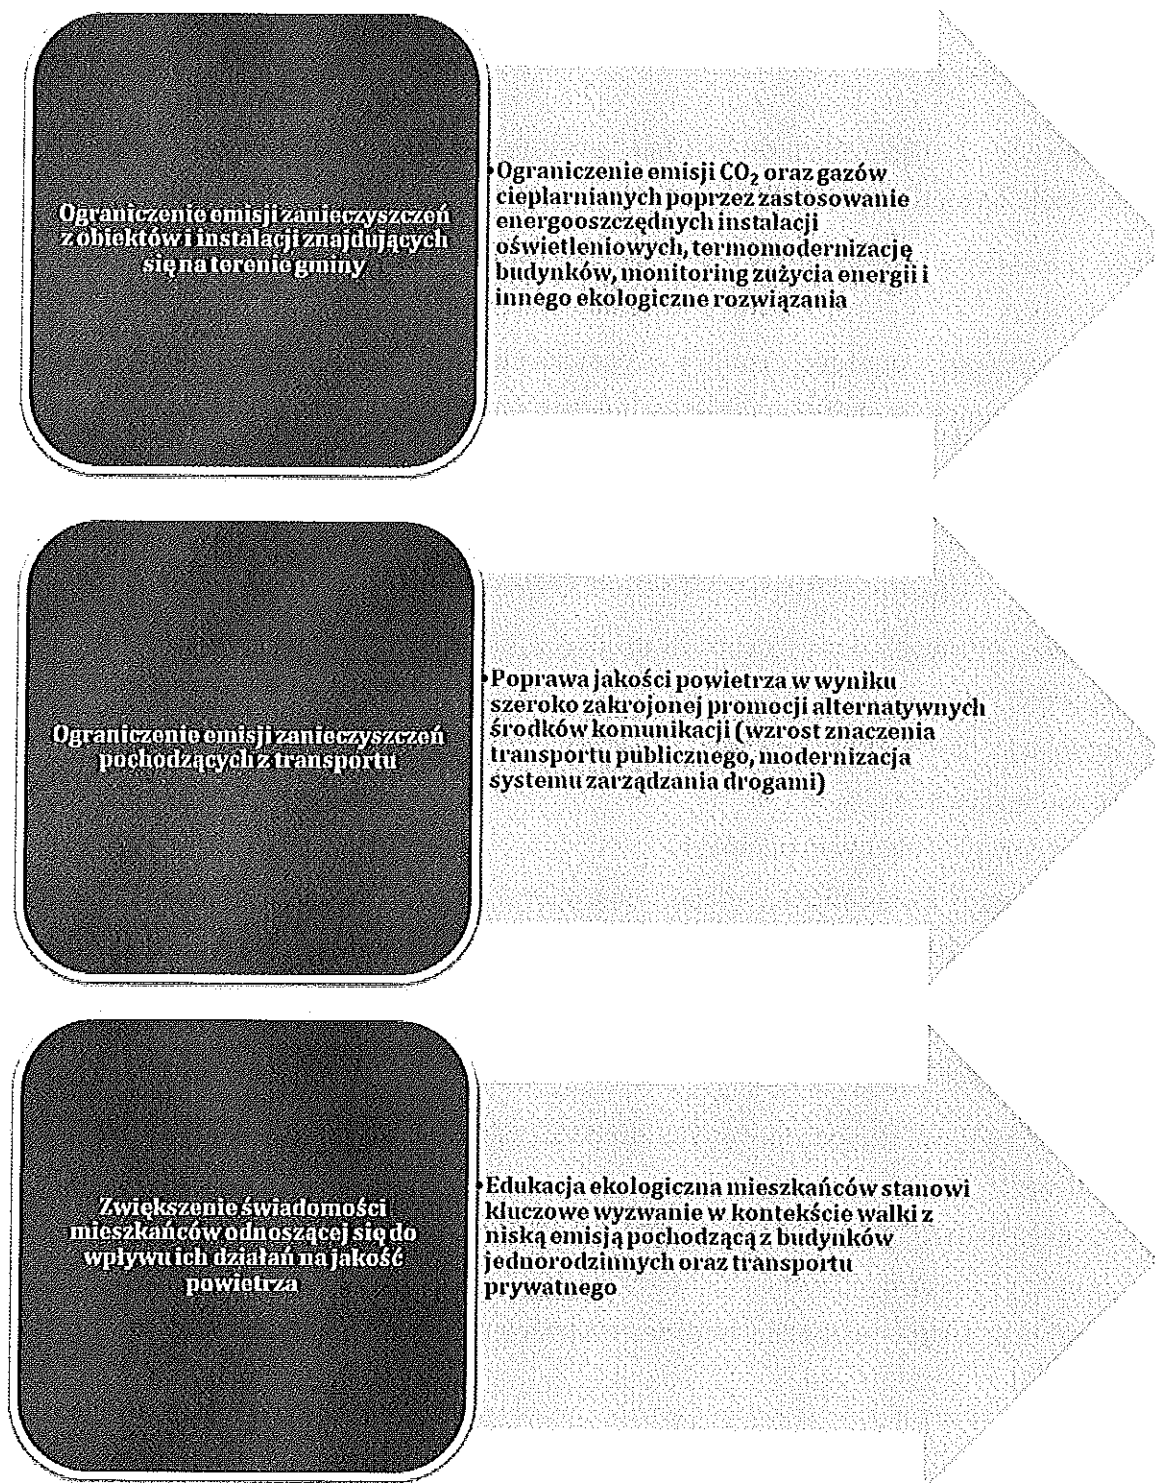 Ograniczenie emisji zanieczyszczeń
z obiektów i instalacji znajdujących
się na terenie gminy
•Ograniczenie emisji CO₂ oraz gazów
cieplarnianych poprzez zastosowanie
energooszczędnych instalacji
oświetleniowych, termomodernizację
budynków, monitoring zużycia energii i
innego ekologiczne rozwiązania
Ograniczenie emisji zanieczyszczeń
pochodzących z transportu
•Poprawa jakości powietrza w wyniku
szeroko zakrojonej promocji alternatywnych
środków komunikacji (wzrost znaczenia
transportu publicznego, modernizacja
systemu zarządzania drogami)
Zwiększenie świadomości
mieszkańców odnoszącej się do
wpływu ich działań na jakość
powietrza
•Edukacja ekologiczna mieszkańców stanowi
kluczowe wyzwanie w kontekście walki z
niską emisją pochodzącą z budynków
jednorodzinnych oraz transportu
prywatnego